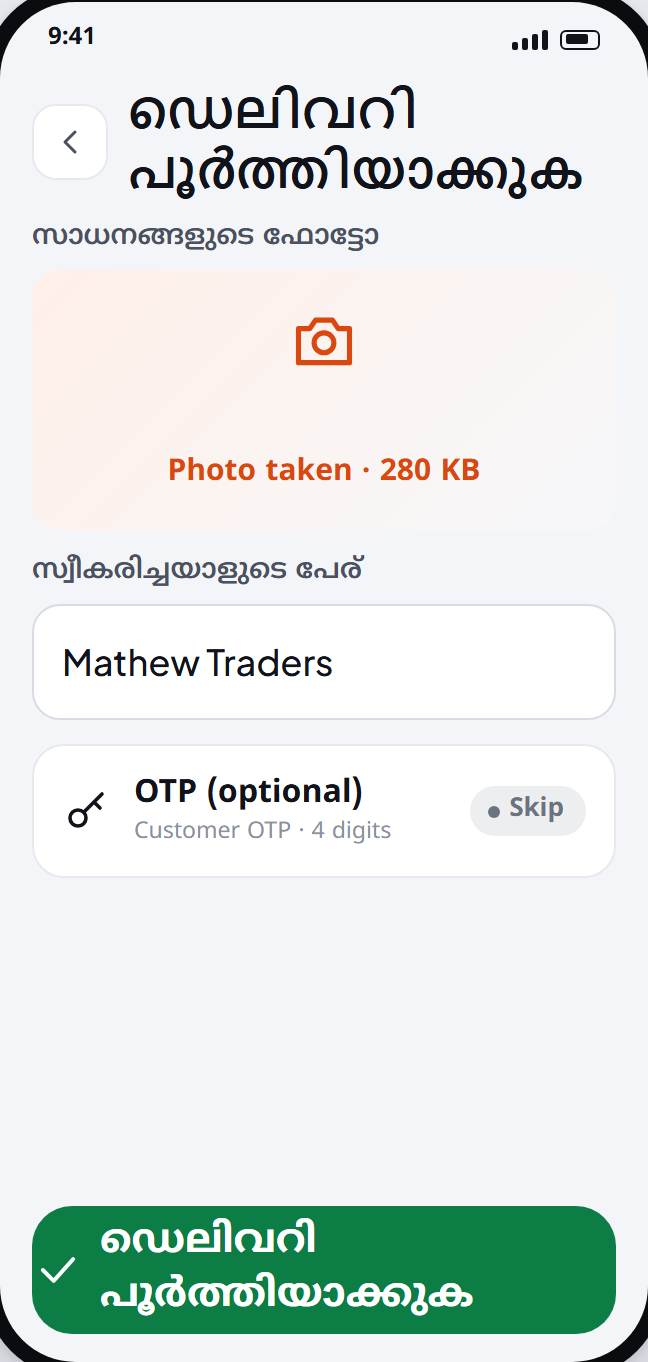 9:41
ഡെലിവറി
പൂർത്തിയാക്കുക
സാധനങ്ങളുടെ ഫോട്ടോ
Photo taken · 280 KB
സ്വീകരിച്ചയാളുടെ പേര്
Mathew Traders
OTP (optional)
Customer OTP · 4 digits
Skip
ഡെലിവറി
പൂർത്തിയാക്കുക